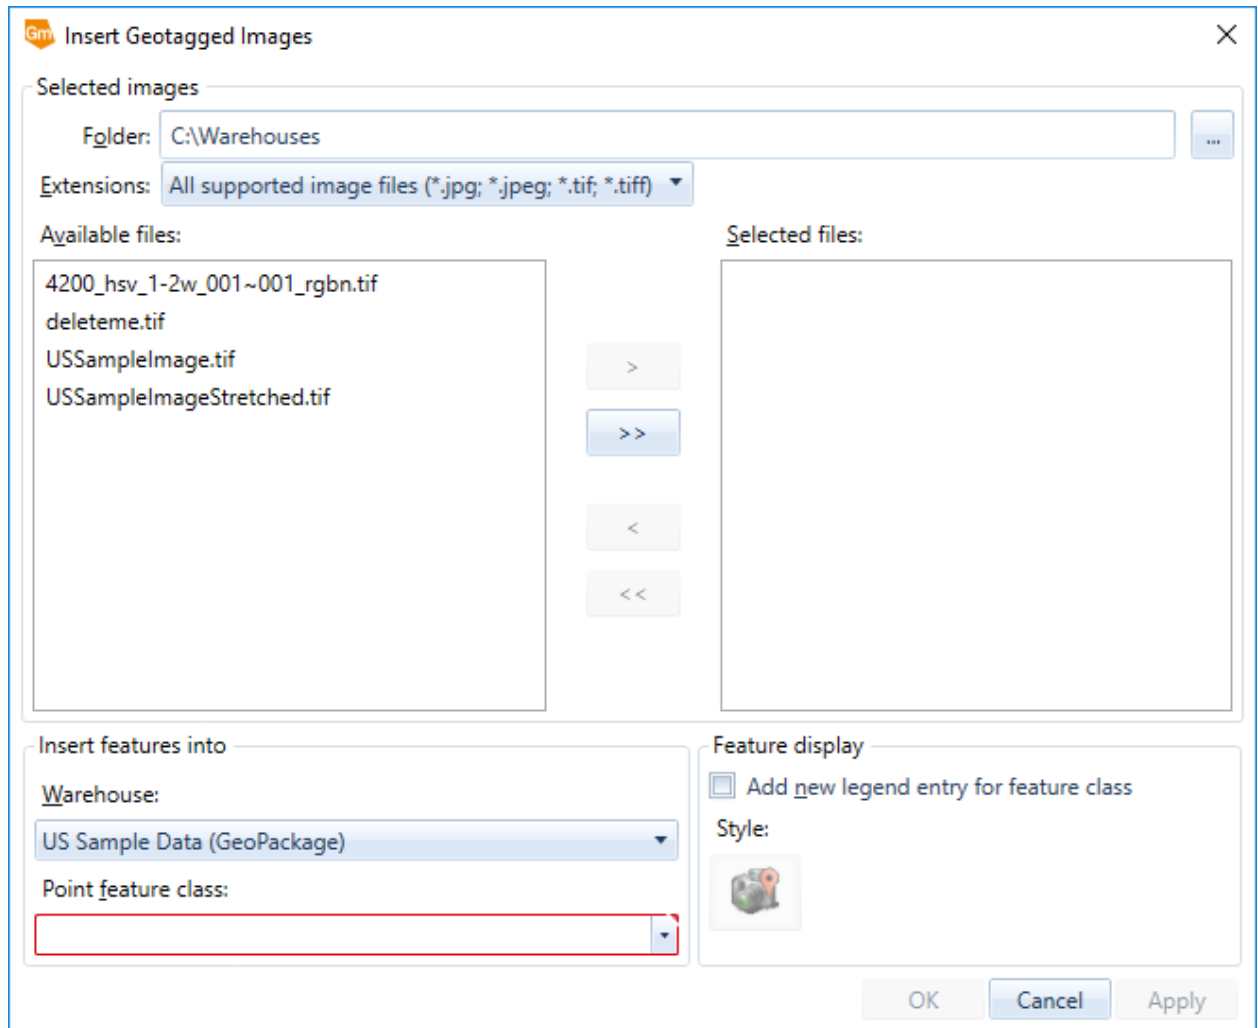 Gm Insert Geotagged Images
Selected images
Folder: C:\Warehouses ...
Extensions: All supported image files (*.jpg; *.jpeg; *.tif; *.tiff)
Available files:
4200_hsv_1-2w_001~001_rgbn.tif
deleteme.tif
USSampleImage.tif
USSampleImageStretched.tif
>
>>
<
<<
Selected files:
Insert features into
Warehouse:
US Sample Data (GeoPackage)
Point feature class:
Feature display
Add new legend entry for feature class
Style:
OK Cancel Apply